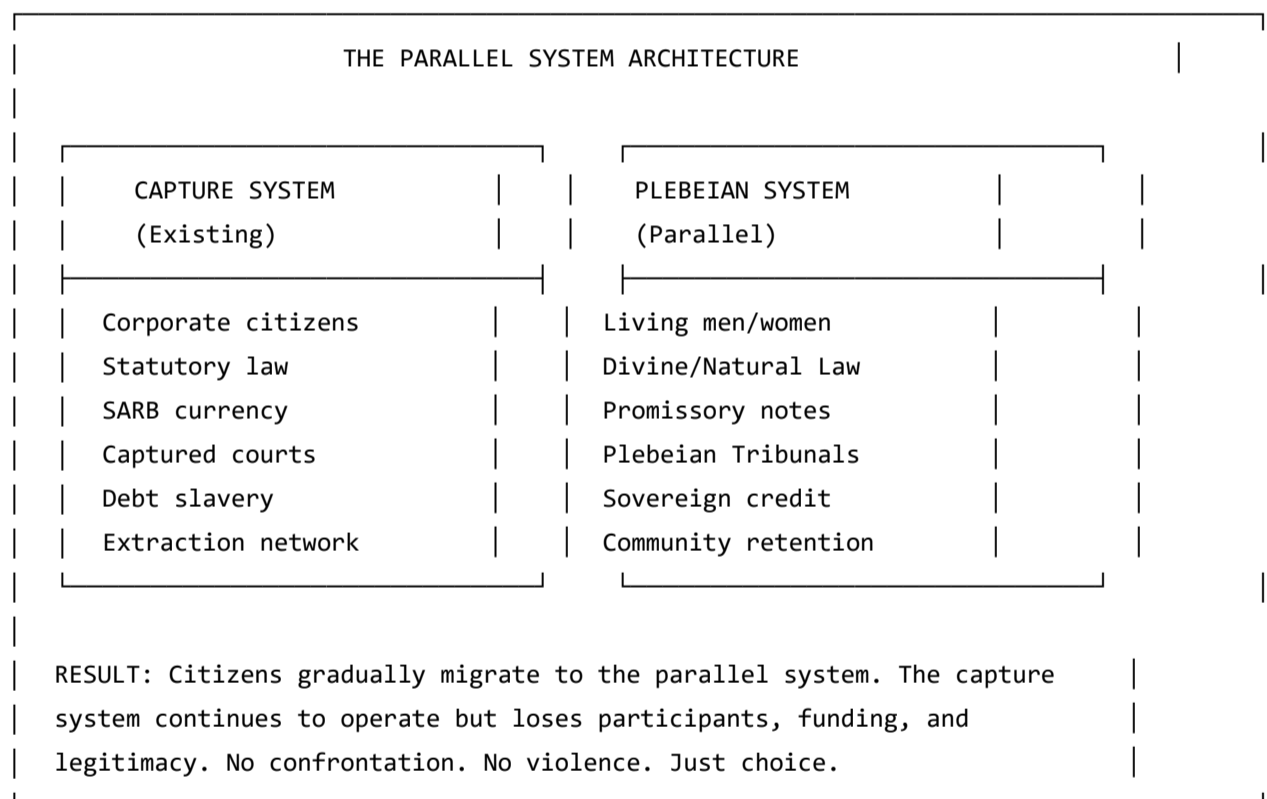 THE PARALLEL SYSTEM ARCHITECTURE
CAPTURE SYSTEM
(Existing)
Corporate citizens
Statutory law
SARB currency
Captured courts
Debt slavery
Extraction network
PLEBEIAN SYSTEM
(Parallel)
Living men/women
Divine/Natural Law
Promissory notes
Plebeian Tribunals
Sovereign credit
Community retention
RESULT: Citizens gradually migrate to the parallel system. The capture
system continues to operate but loses participants, funding, and
legitimacy. No confrontation. No violence. Just choice.